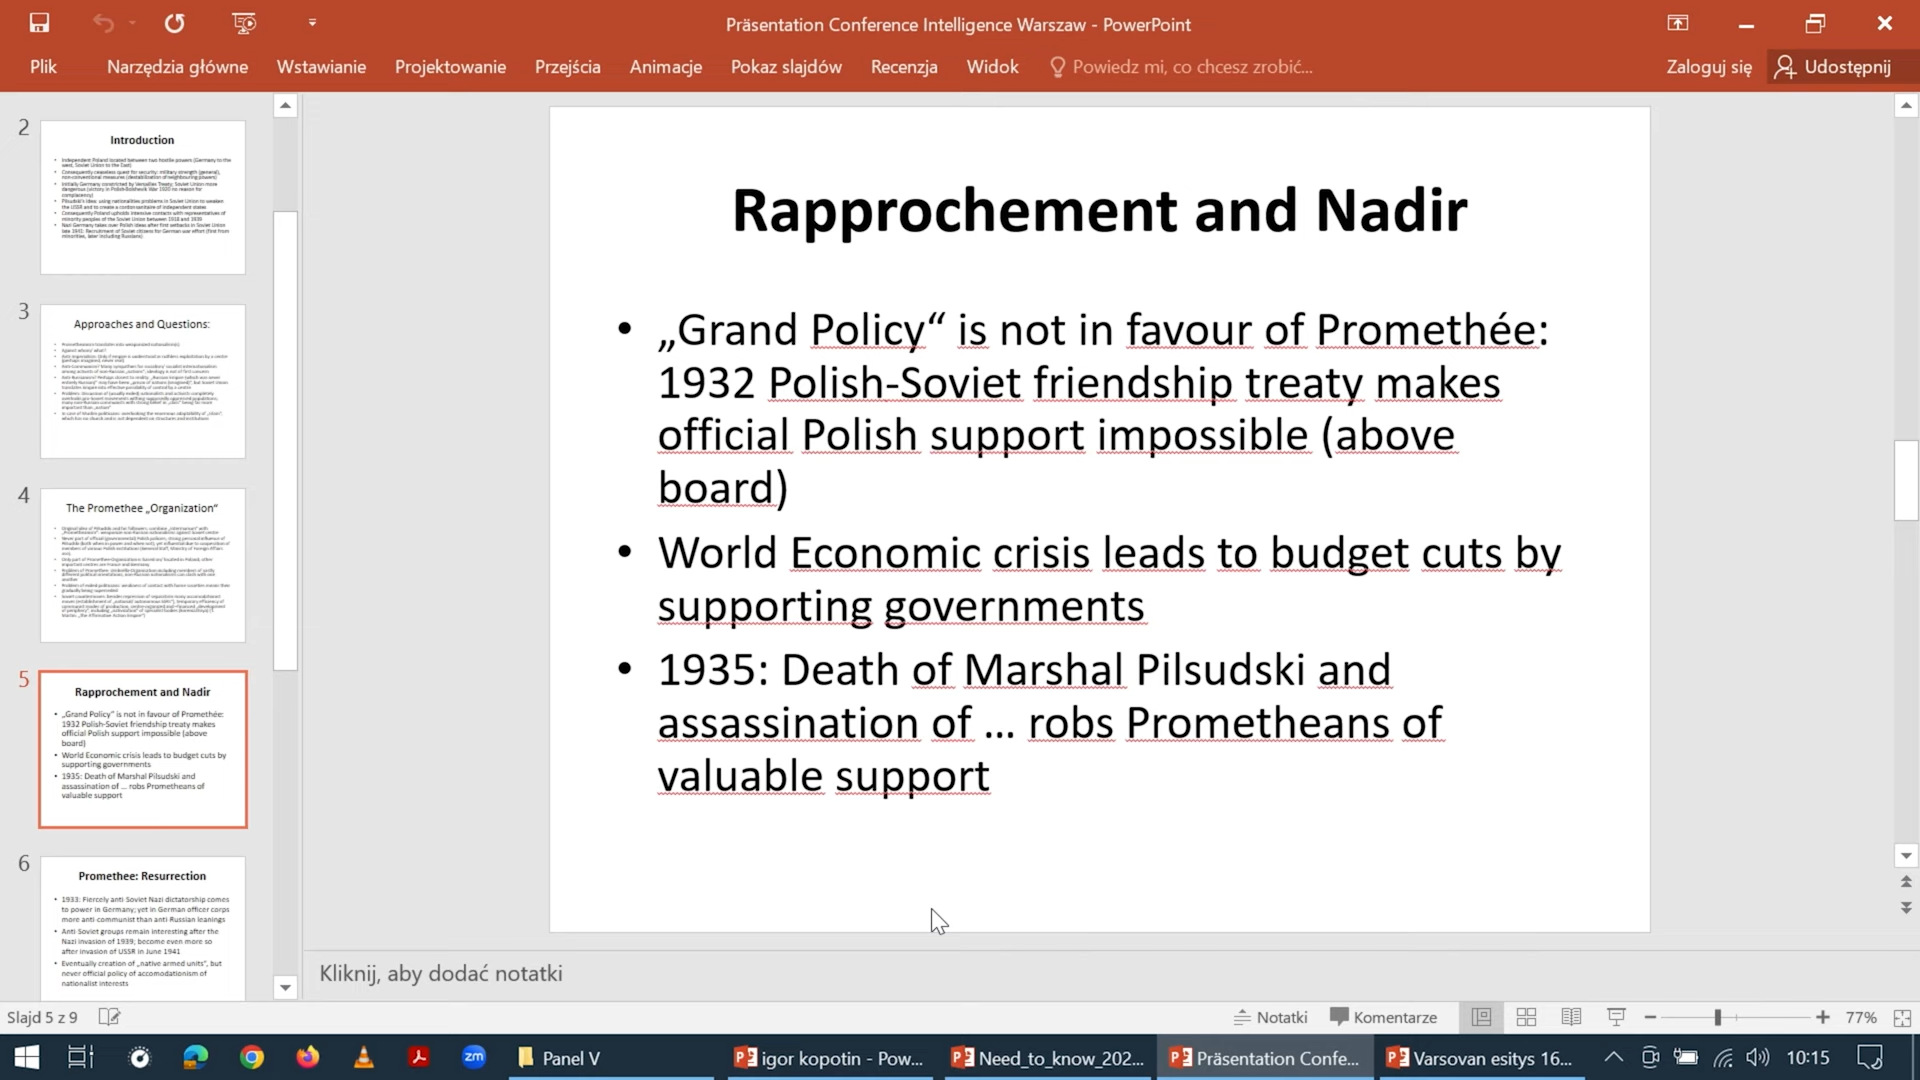 Präsentation Conference Intelligence Warszaw - PowerPoint
Plik Narzędzia główne Wstawianie Projektowanie Przejścia Animacje Pokaz slajdów Recenzja Widok Powiedz mi, co chcesz zrobić... Zaloguj się Udostępnij
2
Introduction
3
Approaches and Questions:
4
The Promethee „Organization“
5
Rapprochement and Nadir
• „Grand Policy“ is not in favour of Promethée:
1932 Polish-Soviet friendship treaty makes
official Polish support impossible (above
board)
• World Economic crisis leads to budget cuts by
supporting governments
• 1935: Death of Marshal Pilsudski and
assassination of ... robs Prometheans of
valuable support
6
Promethee: Resurrection
• 1933: Fiercely anti Soviet Nazi dictatorship comes
to power in Germany; yet in German officer corps
more anti communist than anti Russian leanings
• Anti Soviet groups remain interesting after the
Nazi invasion of 1939; become even more so
after invasion of USSR in June 1941
• Eventually creation of „native armed units“, but
never official policy of accomodationism of
nationalist interests
Rapprochement and Nadir
• „Grand Policy“ is not in favour of Promethée:
1932 Polish-Soviet friendship treaty makes
official Polish support impossible (above
board)
• World Economic crisis leads to budget cuts by
supporting governments
• 1935: Death of Marshal Pilsudski and
assassination of ... robs Prometheans of
valuable support
Kliknij, aby dodać notatki
Slajd 5 z 9 Notatki Komentarze 77%
zm Panel V igor kopotin - Pow... Need_to_know_202... Präsentation Confe... Varsovan esitys 16... 10:15